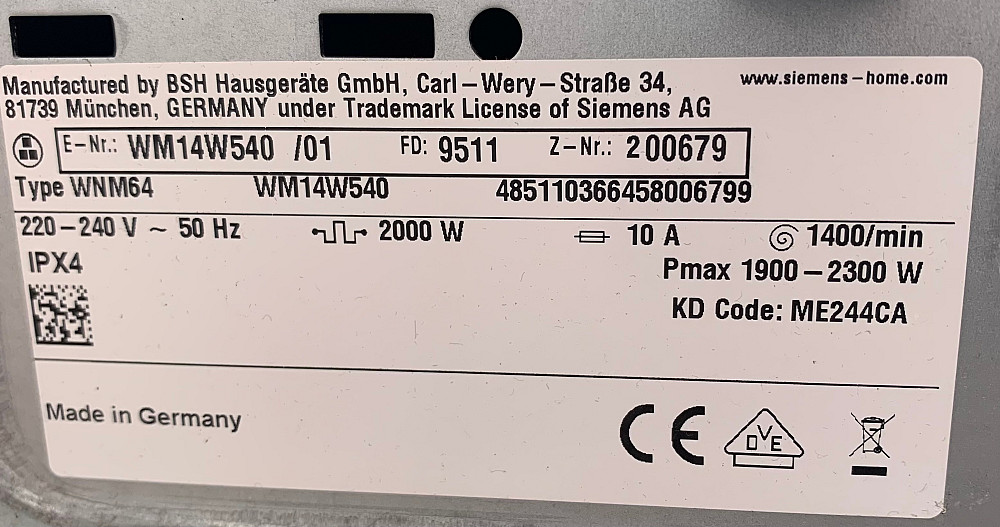 Manufactured by BSH Hausgeräte GmbH, Carl-Wery-Straße 34,
81739 München, GERMANY under Trademark License of Siemens AG
www.siemens-home.com
E-Nr.: WM14W540 /01 FD: 9511 Z-Nr.: 200679
Type WNM64 WM14W540 485110366458006799
220-240 V ~ 50 Hz 2000 W 10 A 1400/min
IPX4 Pmax 1900-2300 W
KD Code: ME244CA
Made in Germany
CE DVE